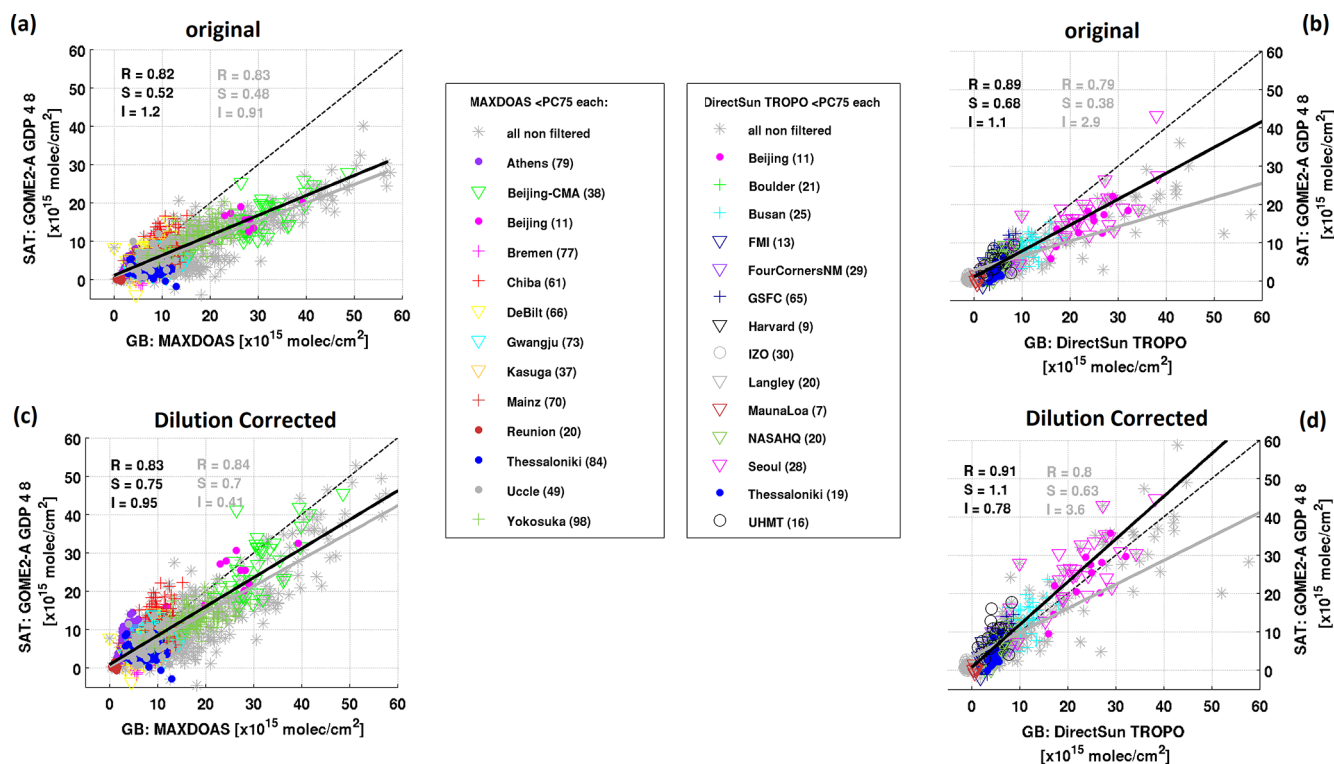 (a)
original
60
50
40
30
20
10
0
SAT: GOME2-A GDP 4 8
[x10^15 molec/cm^2]
R = 0.82
S = 0.52
I = 1.2
R = 0.83
S = 0.48
I = 0.91
0 10 20 30 40 50 60
GB: MAXDOAS [x10^15 molec/cm^2]
MAXDOAS <PC75 each:
all non filtered
Athens (79)
Beijing-CMA (38)
Beijing (11)
Bremen (77)
Chiba (61)
DeBilt (66)
Gwangju (73)
Kasuga (37)
Mainz (70)
Reunion (20)
Thessaloniki (84)
Uccle (49)
Yokosuka (98)
DirectSun TROPO <PC75 each
all non filtered
Beijing (11)
Boulder (21)
Busan (25)
FMI (13)
FourCornersNM (29)
GSFC (65)
Harvard (9)
IZO (30)
Langley (20)
MaunaLoa (7)
NASAHQ (20)
Seoul (28)
Thessaloniki (19)
UHMT (16)
original
(b)
R = 0.89
S = 0.68
I = 1.1
R = 0.79
S = 0.38
I = 2.9
60
50
40
30
20
10
0
SAT: GOME2-A GDP 4 8
[x10^15 molec/cm^2]
0 10 20 30 40 50 60
GB: DirectSun TROPO
[x10^15 molec/cm^2]
(c)
Dilution Corrected
60
50
40
30
20
10
0
SAT: GOME2-A GDP 4 8
[x10^15 molec/cm^2]
R = 0.83
S = 0.75
I = 0.95
R = 0.84
S = 0.7
I = 0.41
0 10 20 30 40 50 60
GB: MAXDOAS [x10^15 molec/cm^2]
Dilution Corrected
(d)
R = 0.91
S = 1.1
I = 0.78
R = 0.8
S = 0.63
I = 3.6
60
50
40
30
20
10
0
SAT: GOME2-A GDP 4 8
[x10^15 molec/cm^2]
0 10 20 30 40 50 60
GB: DirectSun TROPO
[x10^15 molec/cm^2]